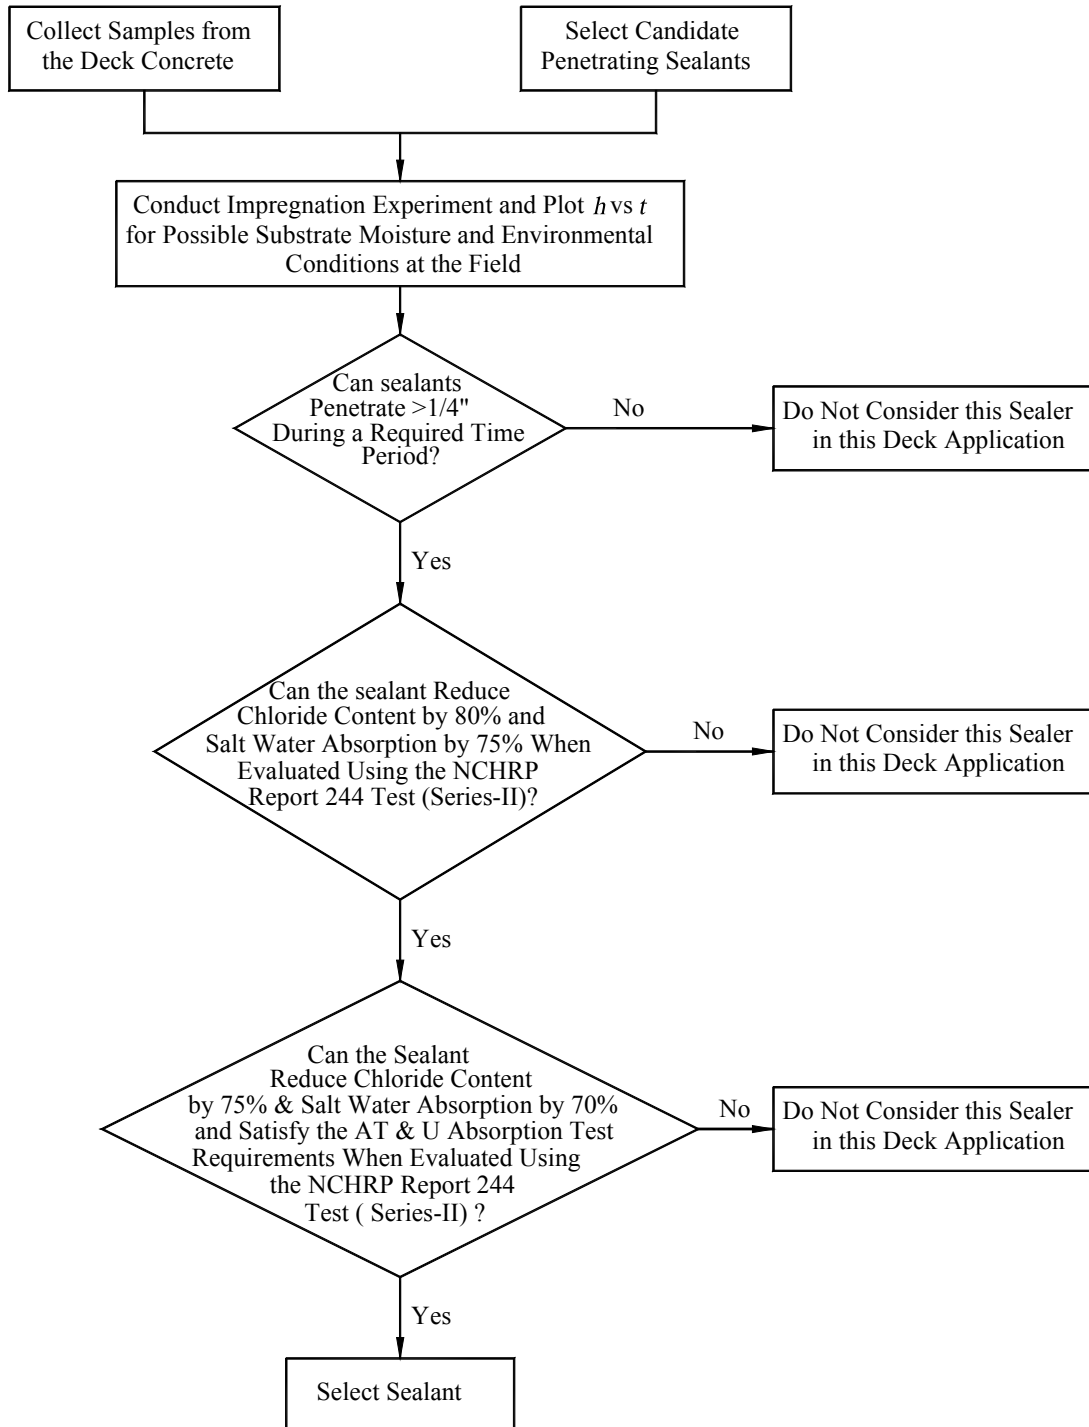 Collect Samples from
the Deck Concrete
Select Candidate
Penetrating Sealants
Conduct Impregnation Experiment and Plot h vs t
for Possible Substrate Moisture and Environmental
Conditions at the Field
Can sealants
Penetrate >1/4"
During a Required Time
Period?
No
Do Not Consider this Sealer
in this Deck Application
Yes
Can the sealant Reduce
Chloride Content by 80% and
Salt Water Absorption by 75% When
Evaluated Using the NCHRP
Report 244 Test (Series-II)?
No
Do Not Consider this Sealer
in this Deck Application
Yes
Can the Sealant
Reduce Chloride Content
by 75% & Salt Water Absorption by 70%
and Satisfy the AT & U Absorption Test
Requirements When Evaluated Using
the NCHRP Report 244
Test ( Series-II) ?
No
Do Not Consider this Sealer
in this Deck Application
Yes
Select Sealant